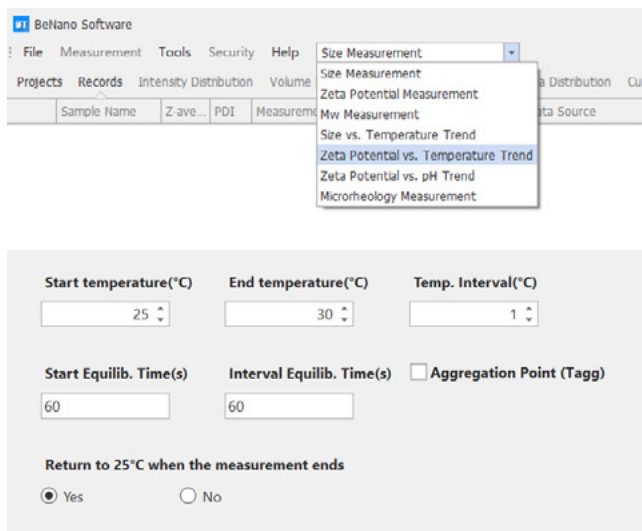 BeNano Software
File Measurement Tools Security Help Size Measurement
Projects Records Intensity Distribution Volume Distribution
Sample Name Z-ave... PDI Measureme ata Source
Size Measurement
Zeta Potential Measurement
Mw Measurement
Size vs. Temperature Trend
Zeta Potential vs. Temperature Trend
Zeta Potential vs. pH Trend
Microrheology Measurement
Start temperature(°C) End temperature(°C) Temp. Interval(°C)
25 30 1
Start Equilib. Time(s) Interval Equilib. Time(s) Aggregation Point (Tagg)
60 60
Return to 25°C when the measurement ends
Yes No